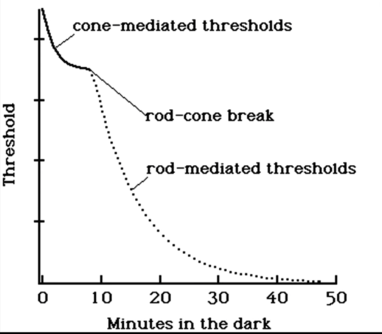 cone-mediated thresholds
rod-cone break
rod-mediated thresholds
Threshold
0 10 20 30 40 50
Minutes in the dark